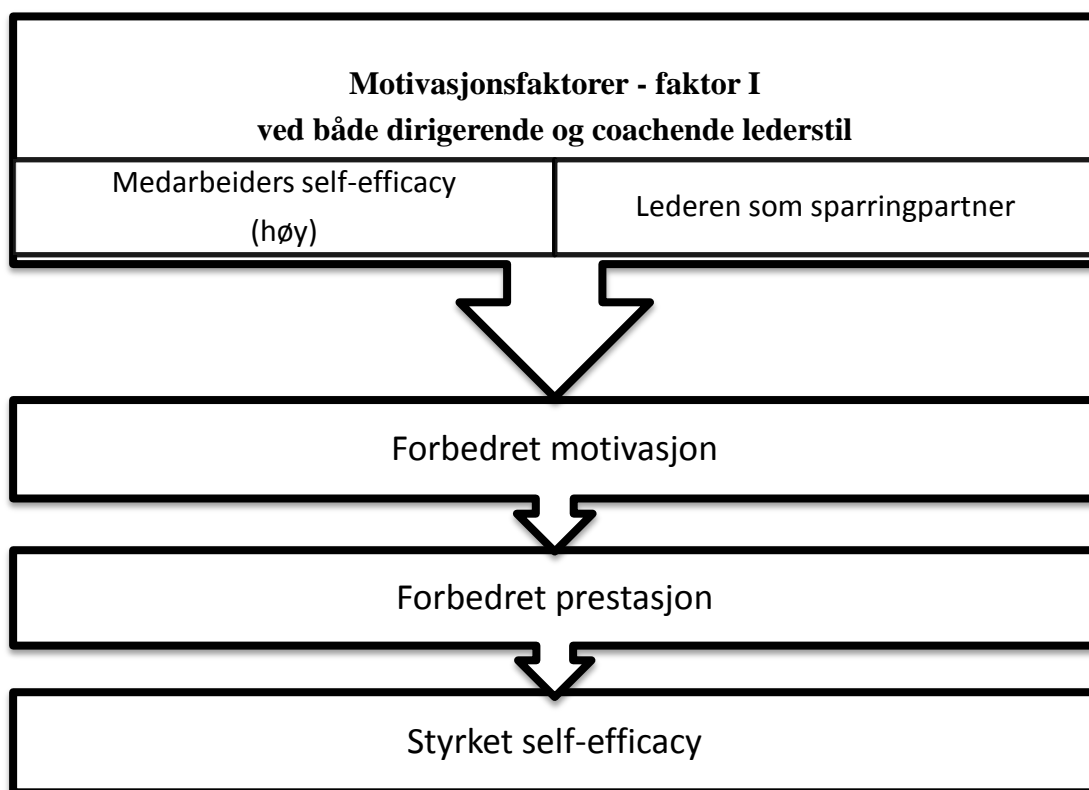 Motivasjonsfaktorer - faktor I
ved både dirigerende og coachende lederstil
Medarbeiders self-efficacy
(høy)
Lederen som sparringpartner
Forbedret motivasjon
Forbedret prestasjon
Styrket self-efficacy